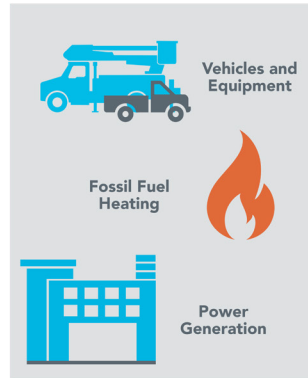 Vehicles and
Equipment
Fossil Fuel
Heating
Power
Generation